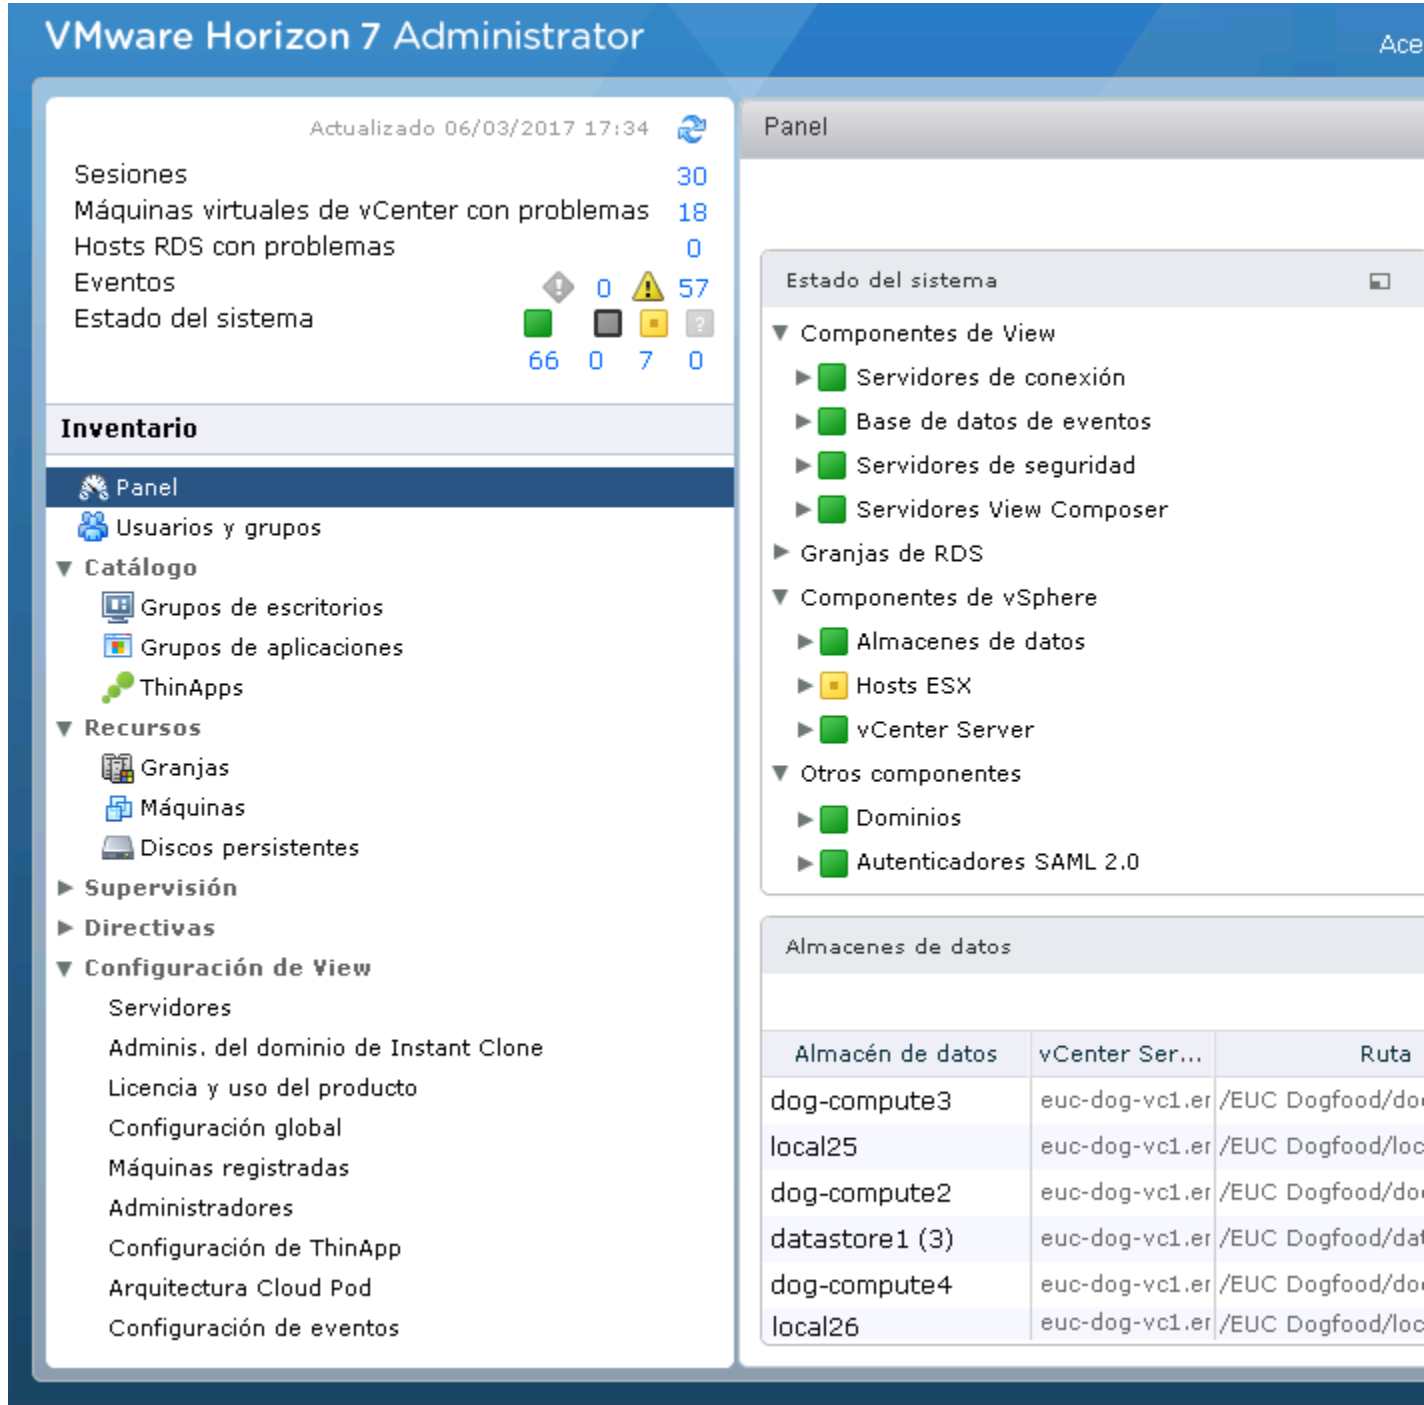 VMware Horizon 7 Administrator
Actualizado 06/03/2017 17:34
Sesiones 30
Máquinas virtuales de vCenter con problemas 18
Hosts RDS con problemas 0
Eventos 0 57
Estado del sistema
66 0 7 0
Inventario
Panel
Usuarios y grupos
Catálogo
Grupos de escritorios
Grupos de aplicaciones
ThinApps
Recursos
Granjas
Máquinas
Discos persistentes
Supervisión
Directivas
Configuración de View
Servidores
Adminis. del dominio de Instant Clone
Licencia y uso del producto
Configuración global
Máquinas registradas
Administradores
Configuración de ThinApp
Arquitectura Cloud Pod
Configuración de eventos
Ace
Panel
Estado del sistema
Componentes de View
Servidores de conexión
Base de datos de eventos
Servidores de seguridad
Servidores View Composer
Granjas de RDS
Componentes de vSphere
Almacenes de datos
Hosts ESX
vCenter Server
Otros componentes
Dominios
Autenticadores SAML 2.0
Almacenes de datos
Almacén de datos vCenter Ser... Ruta
dog-compute3 euc-dog-vc1.er /EUC Dogfood/do
local25 euc-dog-vc1.er /EUC Dogfood/loc
dog-compute2 euc-dog-vc1.er /EUC Dogfood/do
datastore1 (3) euc-dog-vc1.er /EUC Dogfood/dat
dog-compute4 euc-dog-vc1.er /EUC Dogfood/do
local26 euc-dog-vc1.er /EUC Dogfood/loc